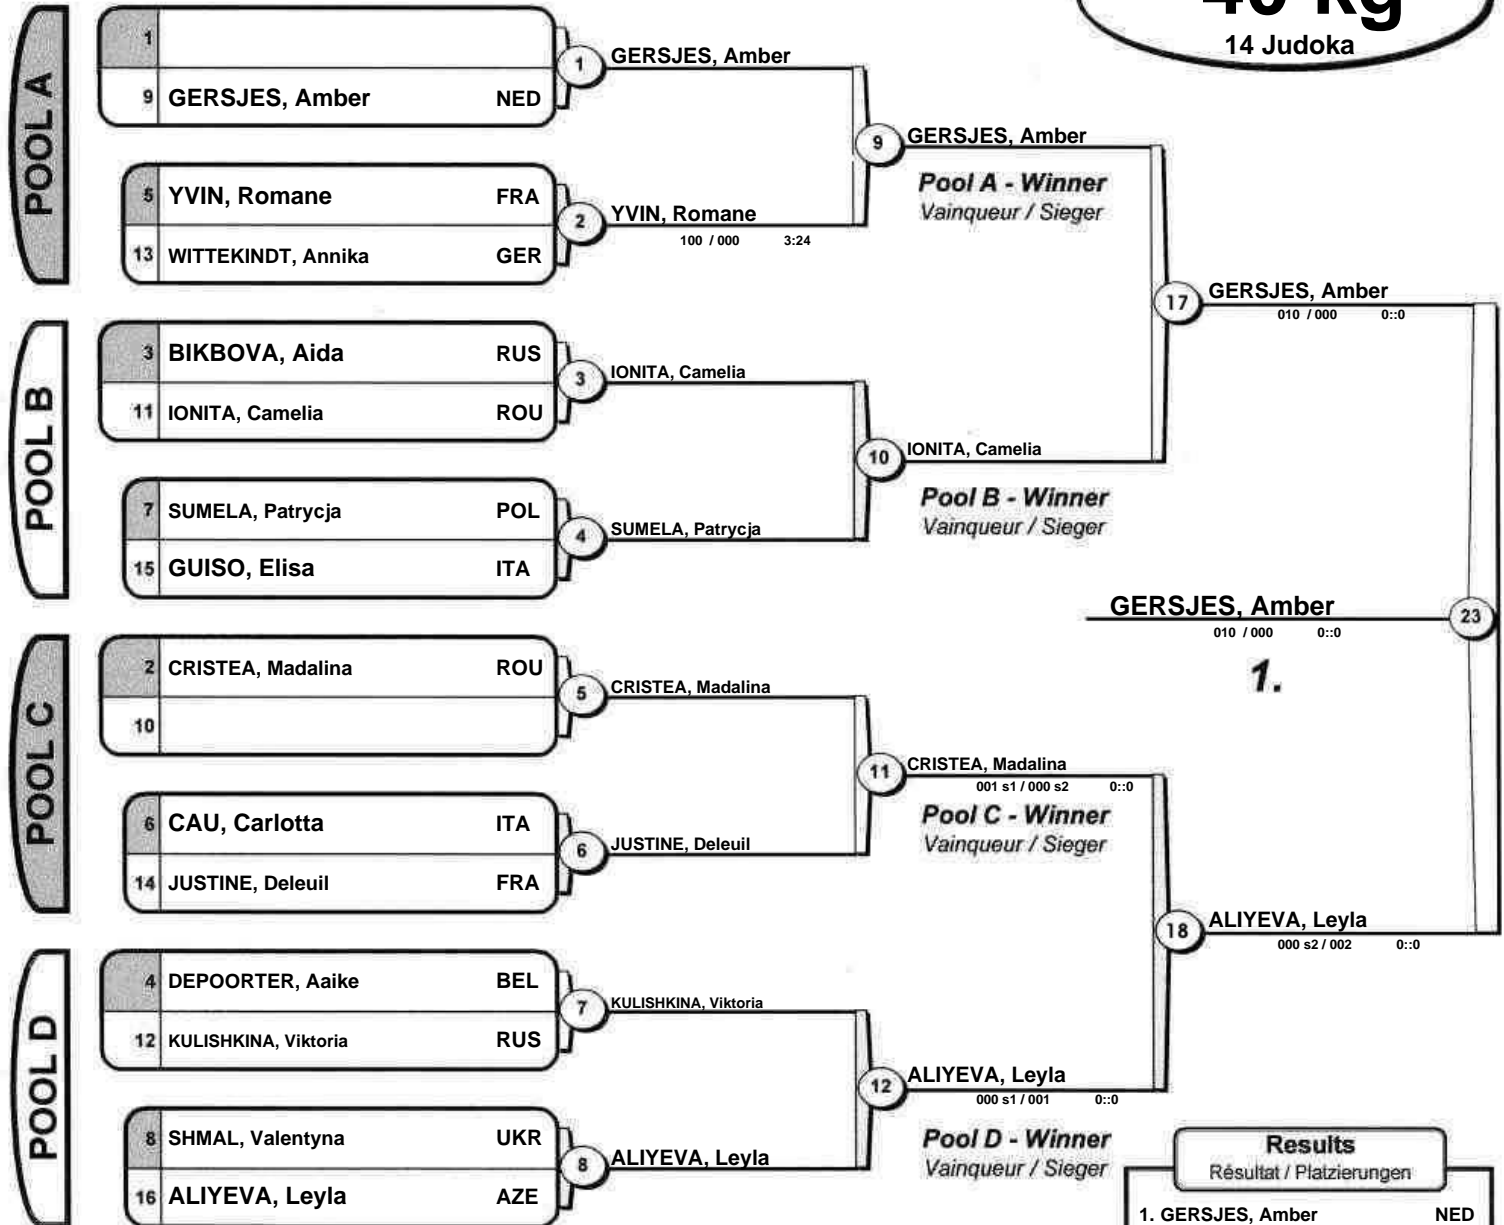 40 kg
14 Judoka
POOL A
1
9 GERSJES, Amber NED
5 YVIN, Romane FRA
13 WITTEKINDT, Annika GER
1 GERSJES, Amber
2 YVIN, Romane
100 / 000 3:24
9 GERSJES, Amber
Pool A - Winner
Vainqueur / Sieger
POOL B
3 BIKBOVA, Aida RUS
11 IONITA, Camelia ROU
7 SUMELA, Patrycja POL
15 GUISO, Elisa ITA
3 IONITA, Camelia
4 SUMELA, Patrycja
10 IONITA, Camelia
Pool B - Winner
Vainqueur / Sieger
17 GERSJES, Amber
010 / 000 0::0
GERSJES, Amber 23
010 / 000 0::0
1.
POOL C
2 CRISTEA, Madalina ROU
10
6 CAU, Carlotta ITA
14 JUSTINE, Deleuil FRA
5 CRISTEA, Madalina
6 JUSTINE, Deleuil
11 CRISTEA, Madalina
001 s1 / 000 s2 0::0
Pool C - Winner
Vainqueur / Sieger
POOL D
4 DEPOORTER, Aaike BEL
12 KULISHKINA, Viktoria RUS
8 SHMAL, Valentyna UKR
16 ALIYEVA, Leyla AZE
7 KULISHKINA, Viktoria
8 ALIYEVA, Leyla
12 ALIYEVA, Leyla
000 s1 / 001 0::0
Pool D - Winner
Vainqueur / Sieger
18 ALIYEVA, Leyla
000 s2 / 002 0::0
Results
Résultat / Platzierungen
1. GERSJES, Amber NED